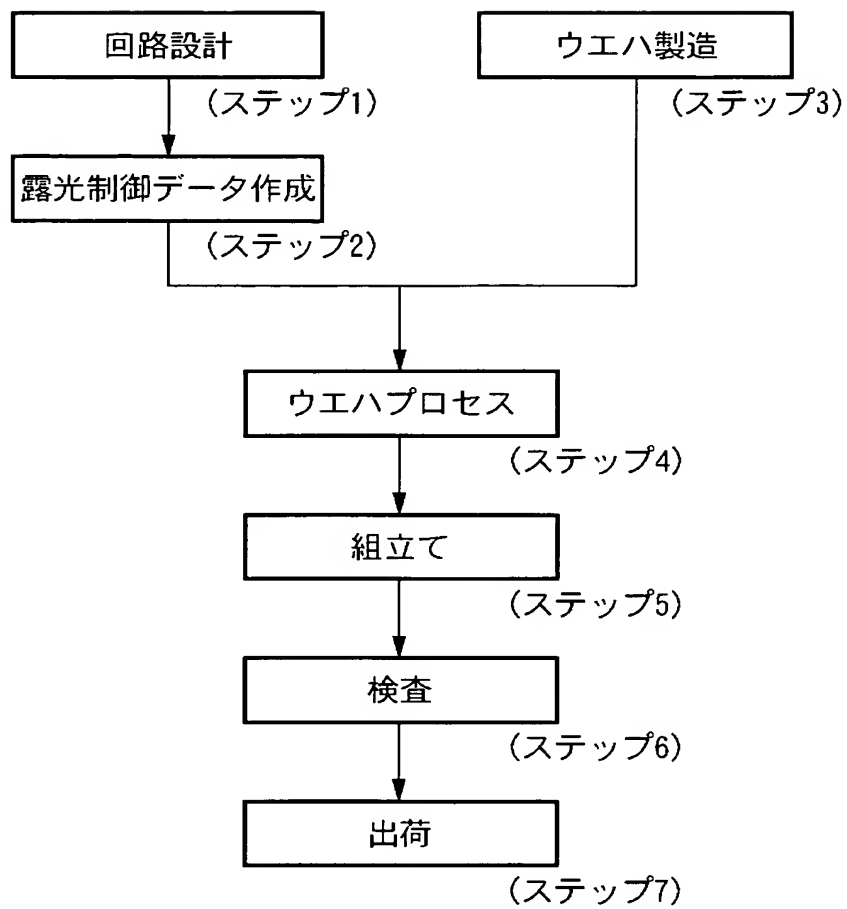 回路設計
(ステップ1)
ウエハ製造
(ステップ3)
露光制御データ作成
(ステップ2)
ウエハプロセス
(ステップ4)
組立て
(ステップ5)
検査
(ステップ6)
出荷
(ステップ7)